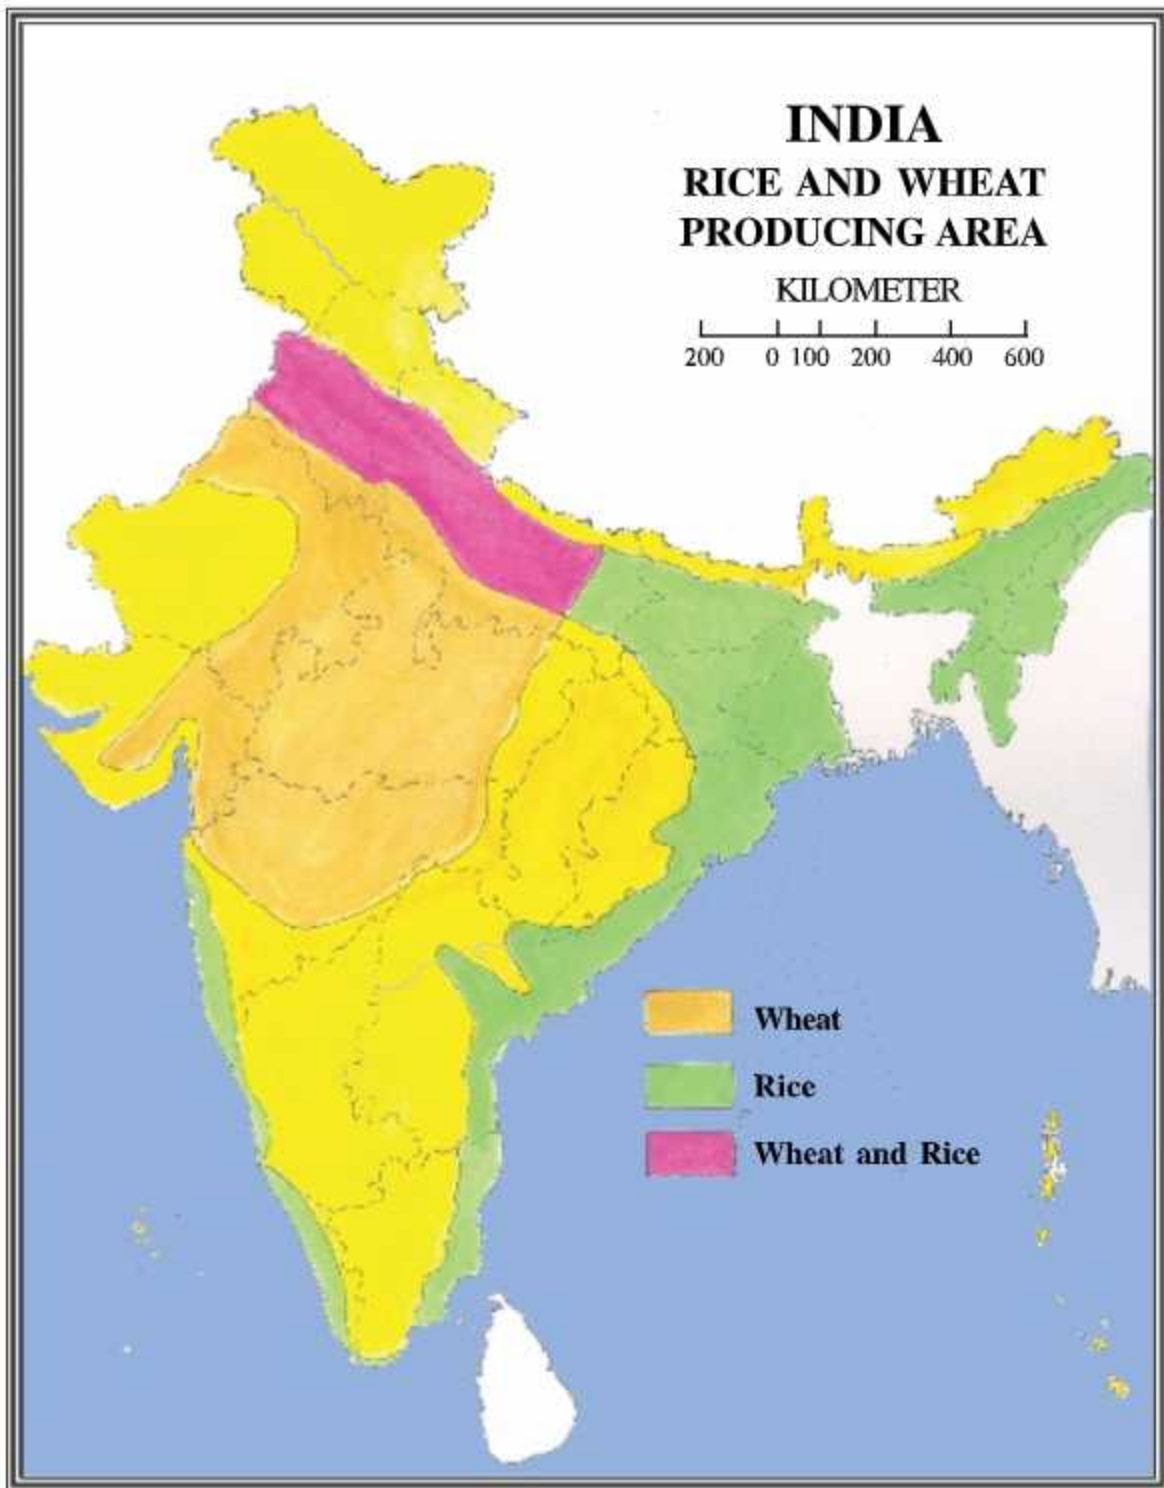 INDIA
RICE AND WHEAT
PRODUCING AREA
KILOMETER
200 0 100 200 400 600
Wheat
Rice
Wheat and Rice